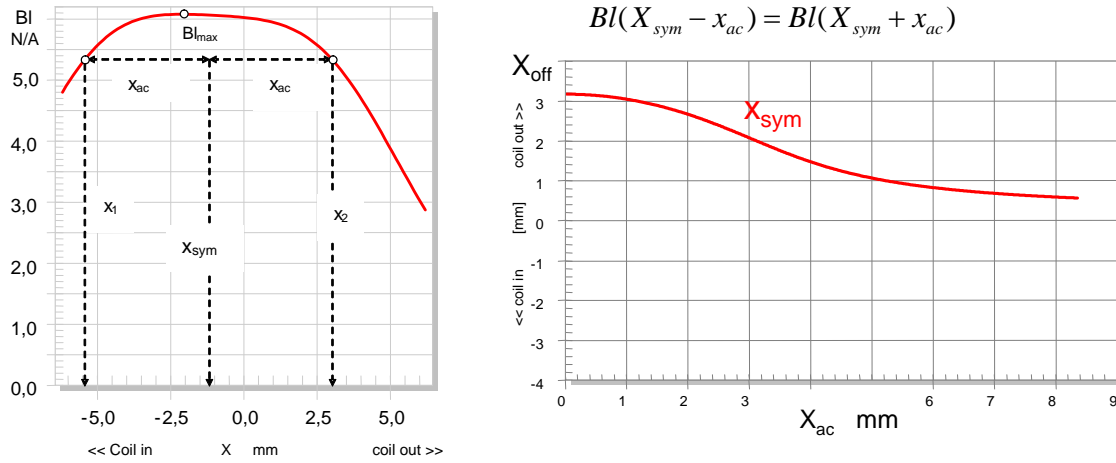 Bl
N/A
5,0
4,0
3,0
2,0
1,0
0,0
Bl_max
x_ac x_ac
x_1 x_2
x_sym
-5,0 -2,5 0,0 2,5 5,0
<< Coil in X mm coil out >>
Bl(X_sym − x_ac) = Bl(X_sym + x_ac)
X_off
coil out >>
[mm]
<< coil in
3
2
1
0
-1
-2
-3
-4
X_sym
0 1 2 3 6 7 8 9
X_ac mm